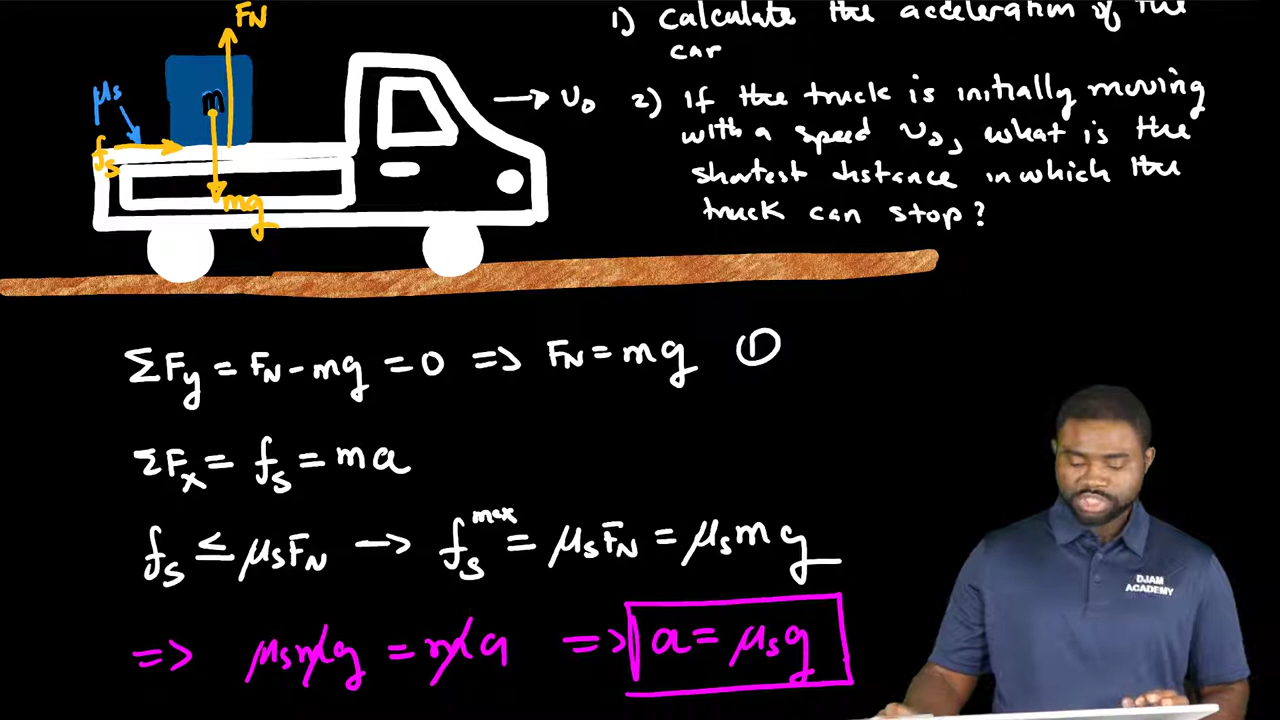 FN
μs
m
fs
mg
→ υ₀
1) Calculate the acceleration of the
car
2) If the truck is initially moving
with a speed υ₀, what is the
shortest distance in which the
truck can stop?
ΣFy = FN - mg = 0 => FN = mg ①
ΣFx = fs = ma
fs ≤ μsFN → fs^max = μsFN = μsmg
=> μsmg = ma => a = μsg
DJAM
ACADEMY